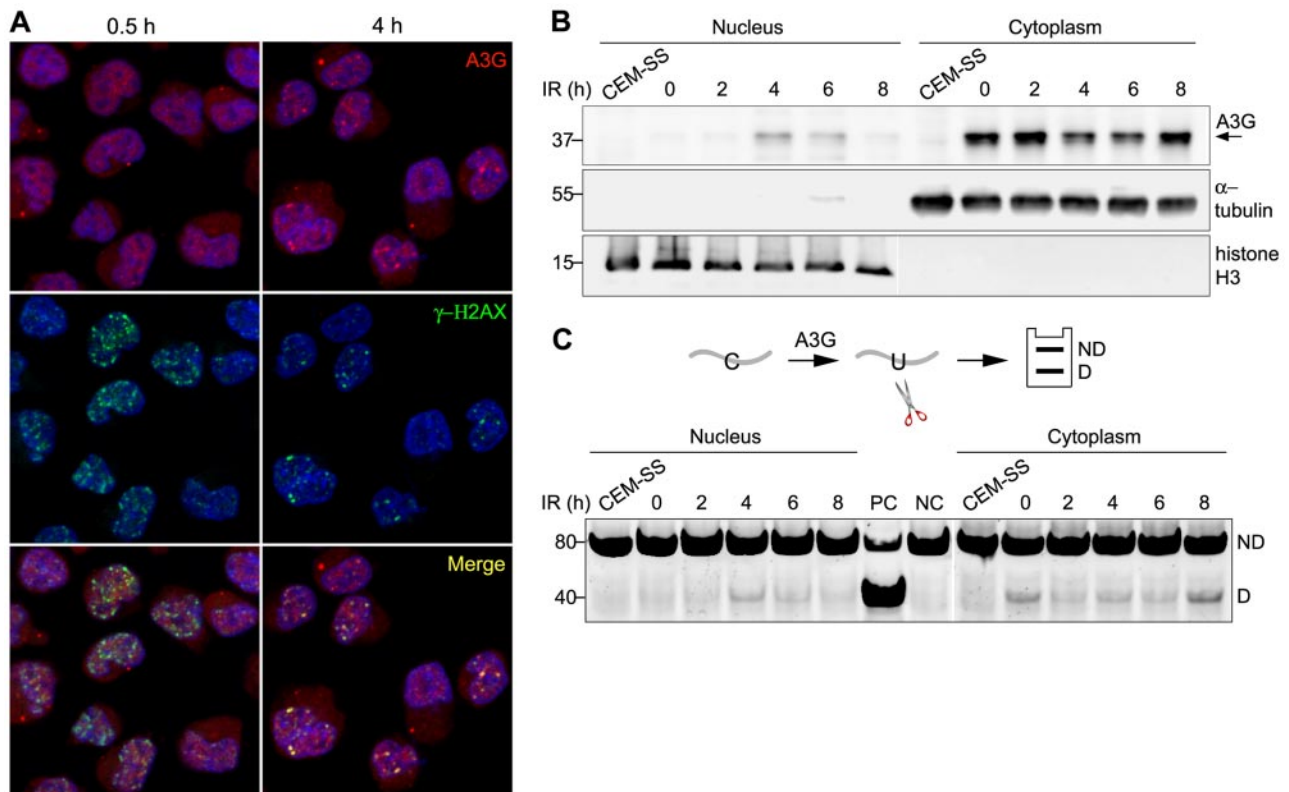 A
0.5 h 4 h
A3G
γ–H2AX
Merge
B
Nucleus Cytoplasm
IR (h) CEM-SS 0 2 4 6 8 CEM-SS 0 2 4 6 8
A3G
37
55
α–
tubulin
15
histone
H3
C
C A3G U ND
D
Nucleus Cytoplasm
IR (h) CEM-SS 0 2 4 6 8 PC NC CEM-SS 0 2 4 6 8
80 ND
40 D